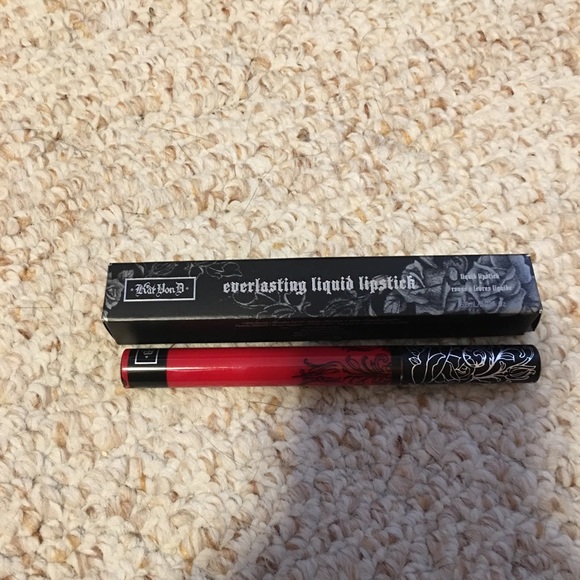 Kat Von D
everlasting liquid lipstick
liquid lipstick
rouge à lèvres liquide